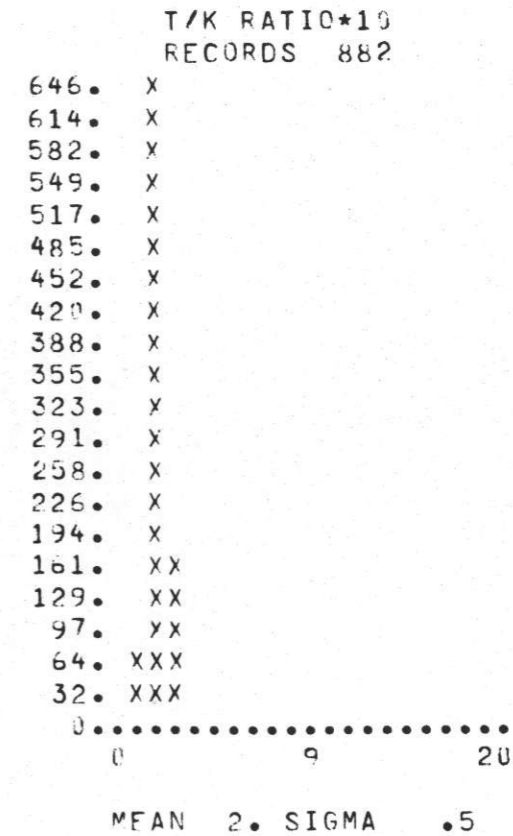 T/K RATIO*10
RECORDS 882
646. X
614. X
582. X
549. X
517. X
485. X
452. X
420. X
388. X
355. X
323. X
291. X
258. X
226. X
194. X
161. XX
129. XX
97. XX
64. XXX
32. XXX
0.................
0 9 20
MEAN 2. SIGMA .5